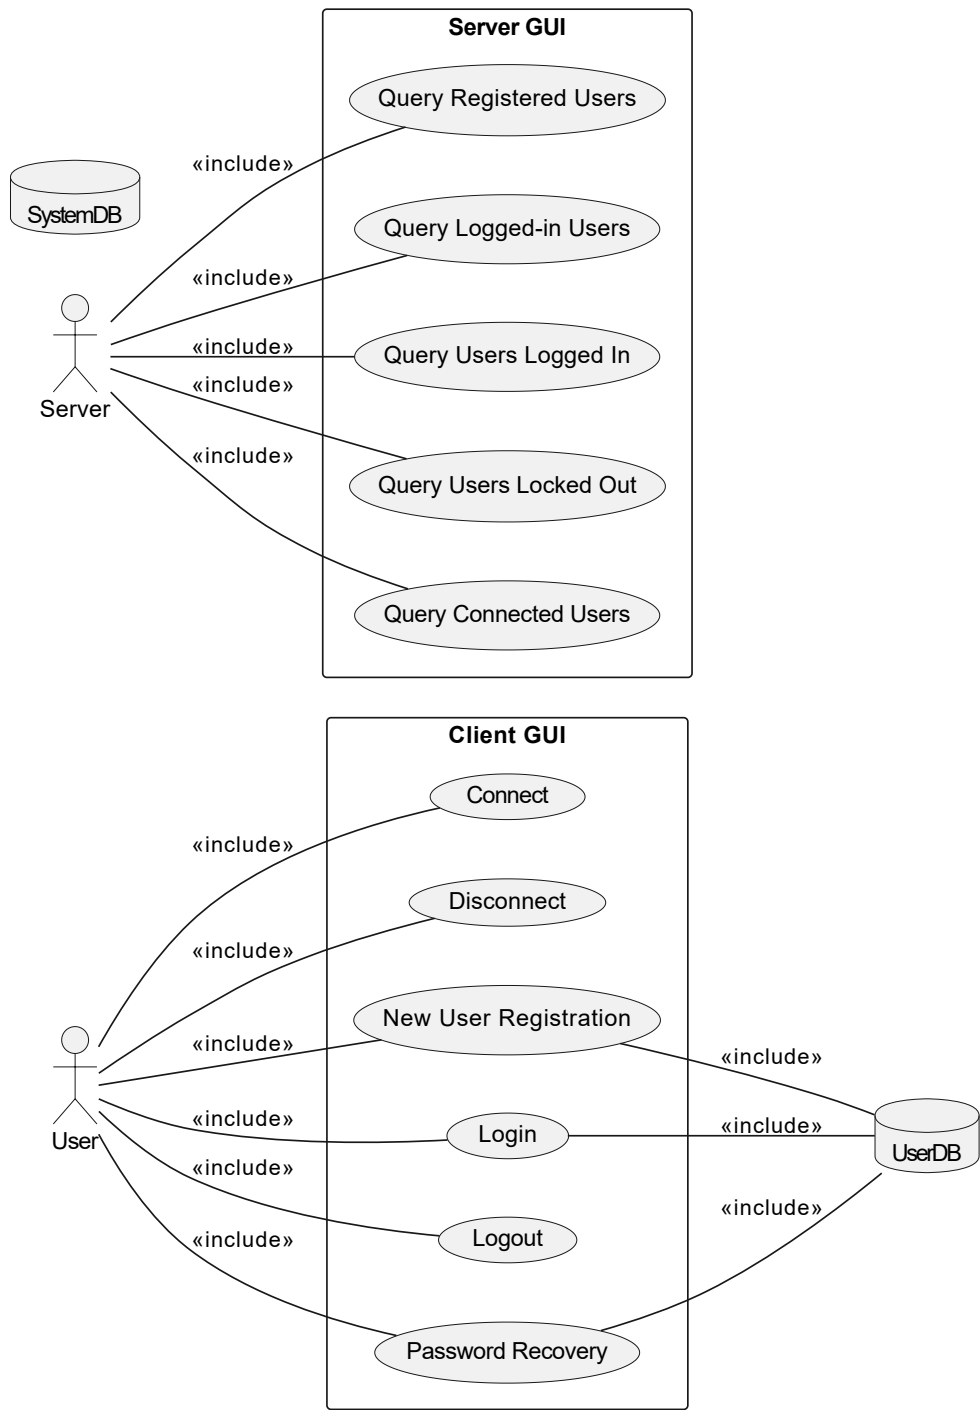 Server GUI
Query Registered Users
«include»
SystemDB
Query Logged-in Users
«include»
«include»
Query Users Logged In
«include»
Server
«include»
Query Users Locked Out
Query Connected Users
Client GUI
Connect
«include»
Disconnect
«include»
New User Registration
«include»
«include»
«include»
Login
«include»
User
UserDB
«include»
«include»
Logout
«include»
Password Recovery